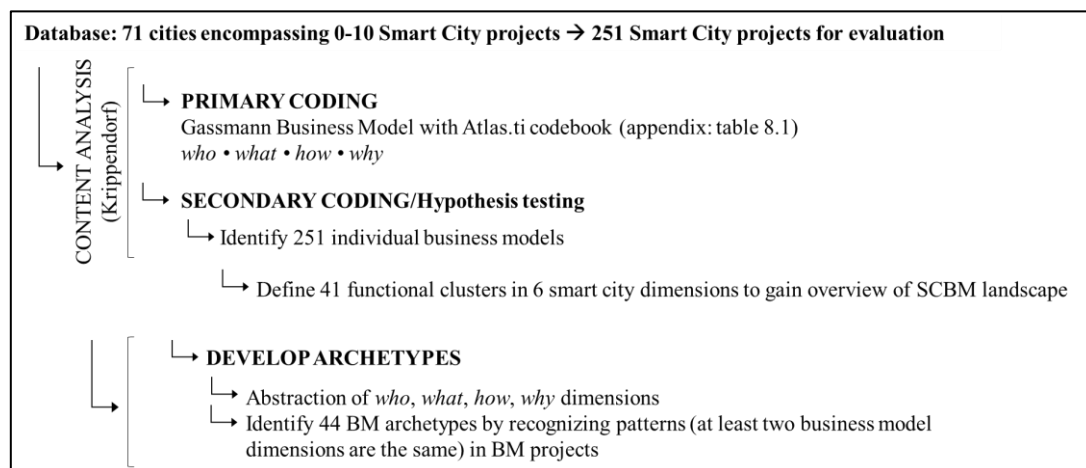 Database: 71 cities encompassing 0-10 Smart City projects → 251 Smart City projects for evaluation
CONTENT ANALYSIS
(Krippendorf)
PRIMARY CODING
Gassmann Business Model with Atlas.ti codebook (appendix: table 8.1)
who • what • how • why
SECONDARY CODING/Hypothesis testing
Identify 251 individual business models
Define 41 functional clusters in 6 smart city dimensions to gain overview of SCBM landscape
DEVELOP ARCHETYPES
Abstraction of who, what, how, why dimensions
Identify 44 BM archetypes by recognizing patterns (at least two business model
dimensions are the same) in BM projects